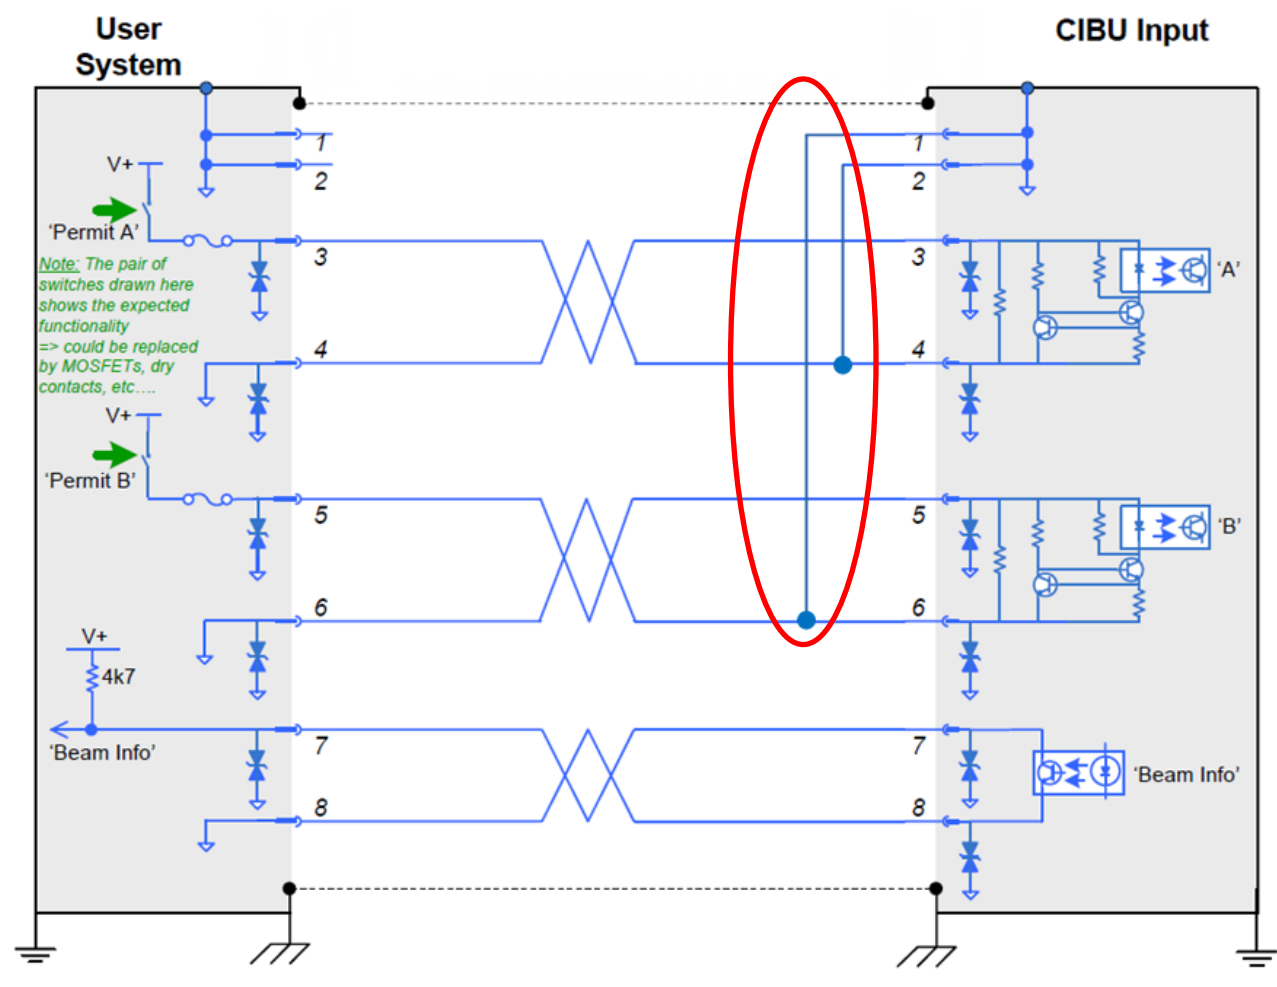 User
System
CIBU Input
1
2
V+
'Permit A'
3
Note: The pair of
switches drawn here
shows the expected
functionality
=> could be replaced
by MOSFETs, dry
contacts, etc….
4
V+
'Permit B'
5
6
V+
4k7
'Beam Info'
7
8
1
2
3
'A'
4
5
'B'
6
7
'Beam Info'
8